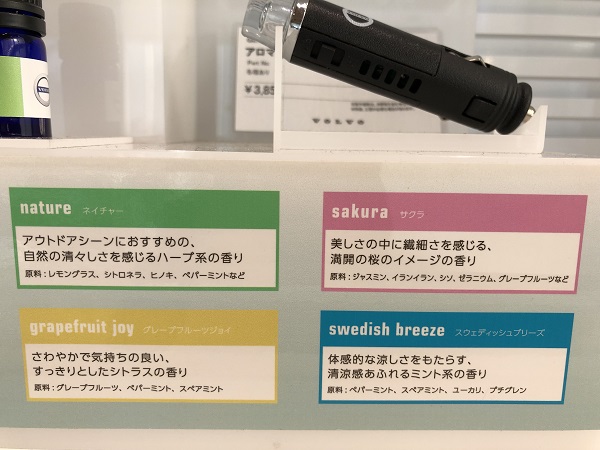 アロマ
Part No
¥3,85
VOLVO
nature ネイチャー
アウトドアシーンにおすすめの、
自然の清々しさを感じるハーブ系の香り
原料：レモングラス、シトロネラ、ヒノキ、ペパーミントなど
sakura サクラ
美しさの中に繊細さを感じる、
満開の桜のイメージの香り
原料：ジャスミン、イランイラン、シソ、ゼラニウム、グレープフルーツなど
grapefruit joy グレープフルーツジョイ
さわやかで気持ちの良い、
すっきりとしたシトラスの香り
原料：グレープフルーツ、ペパーミント、スペアミント
swedish breeze スウェディッシュブリーズ
体感的な涼しさをもたらす、
清涼感あふれるミント系の香り
原料：ペパーミント、スペアミント、ユーカリ、プチグレン